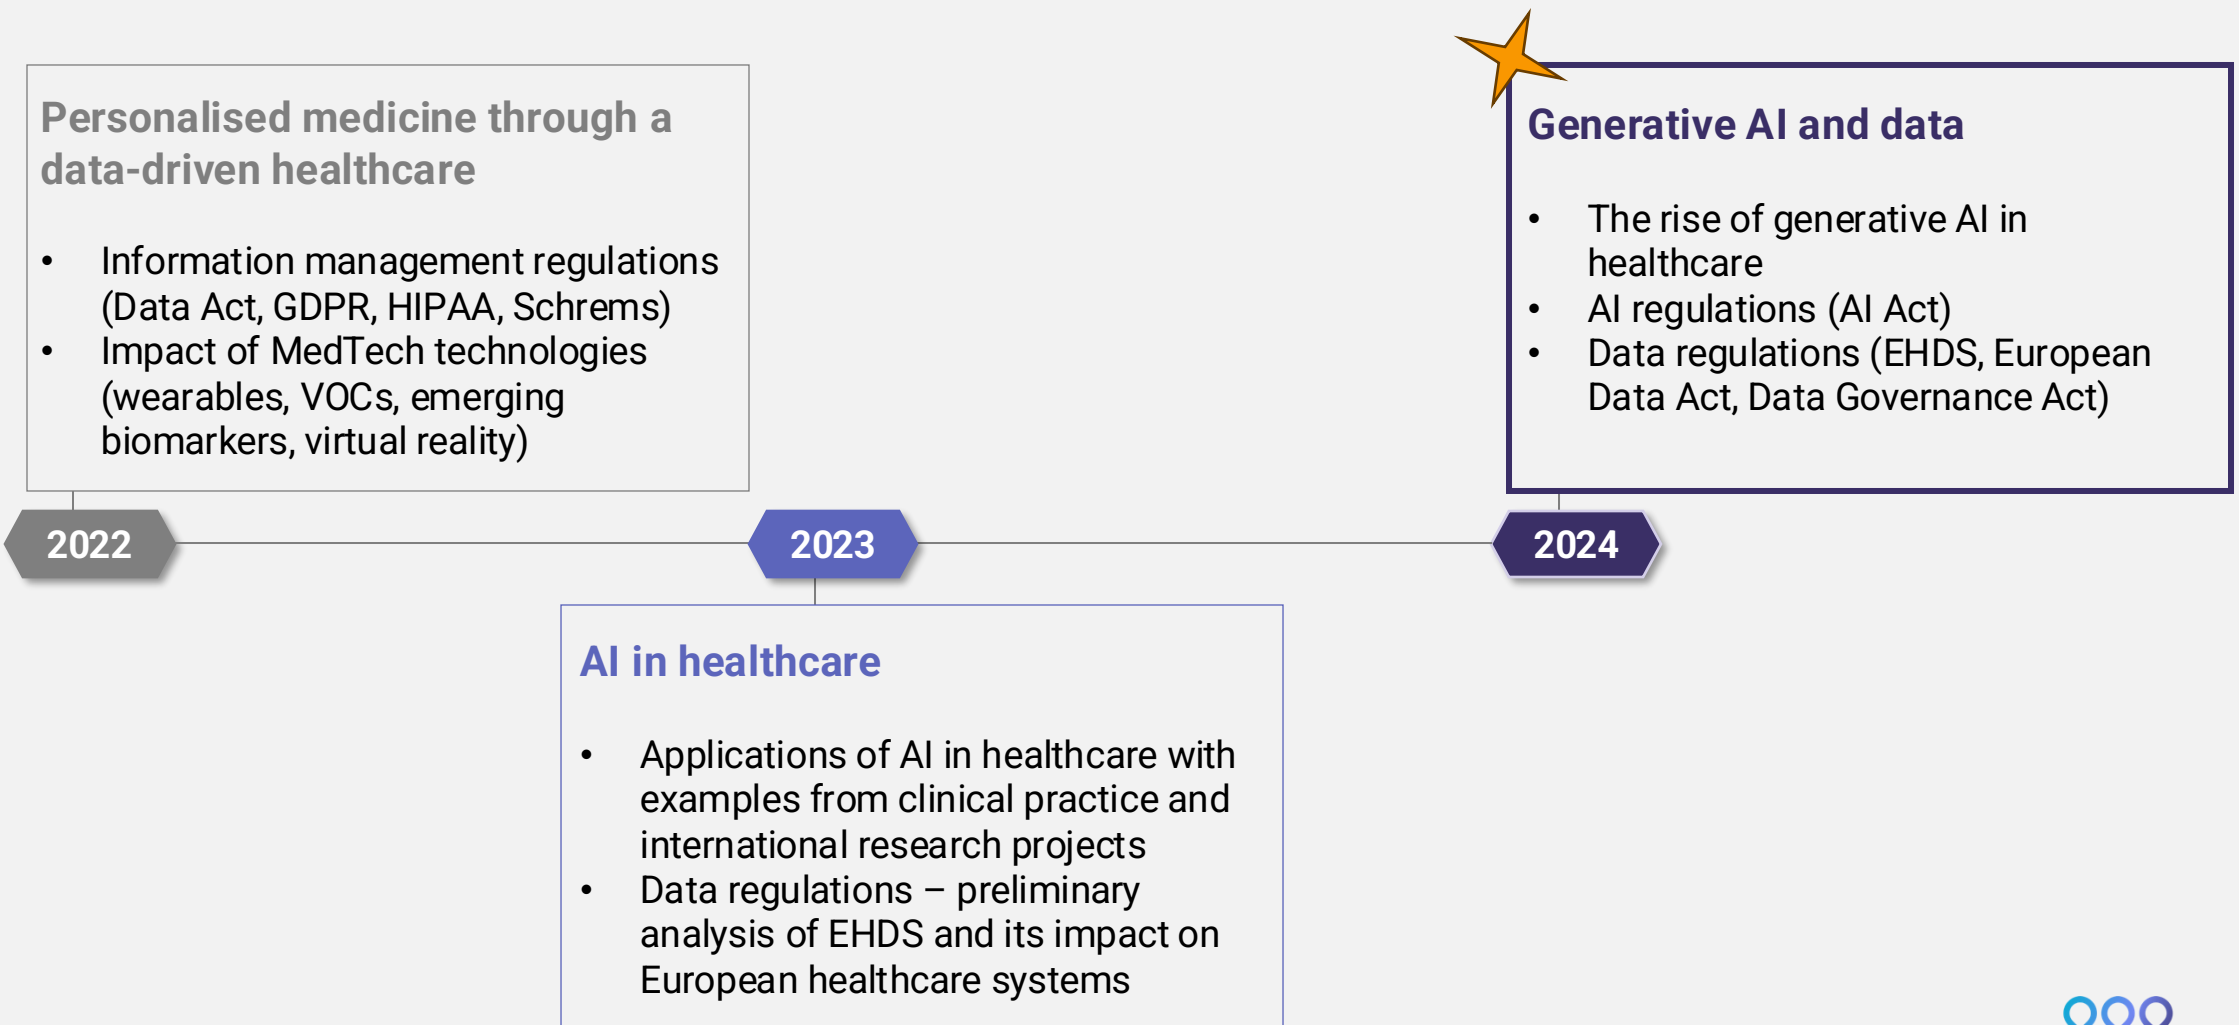 Personalised medicine through a
data-driven healthcare
• Information management regulations
(Data Act, GDPR, HIPAA, Schrems)
• Impact of MedTech technologies
(wearables, VOCs, emerging
biomarkers, virtual reality)
Generative AI and data
• The rise of generative AI in
healthcare
• AI regulations (AI Act)
• Data regulations (EHDS, European
Data Act, Data Governance Act)
2022
2023
2024
AI in healthcare
• Applications of AI in healthcare with
examples from clinical practice and
international research projects
• Data regulations – preliminary
analysis of EHDS and its impact on
European healthcare systems